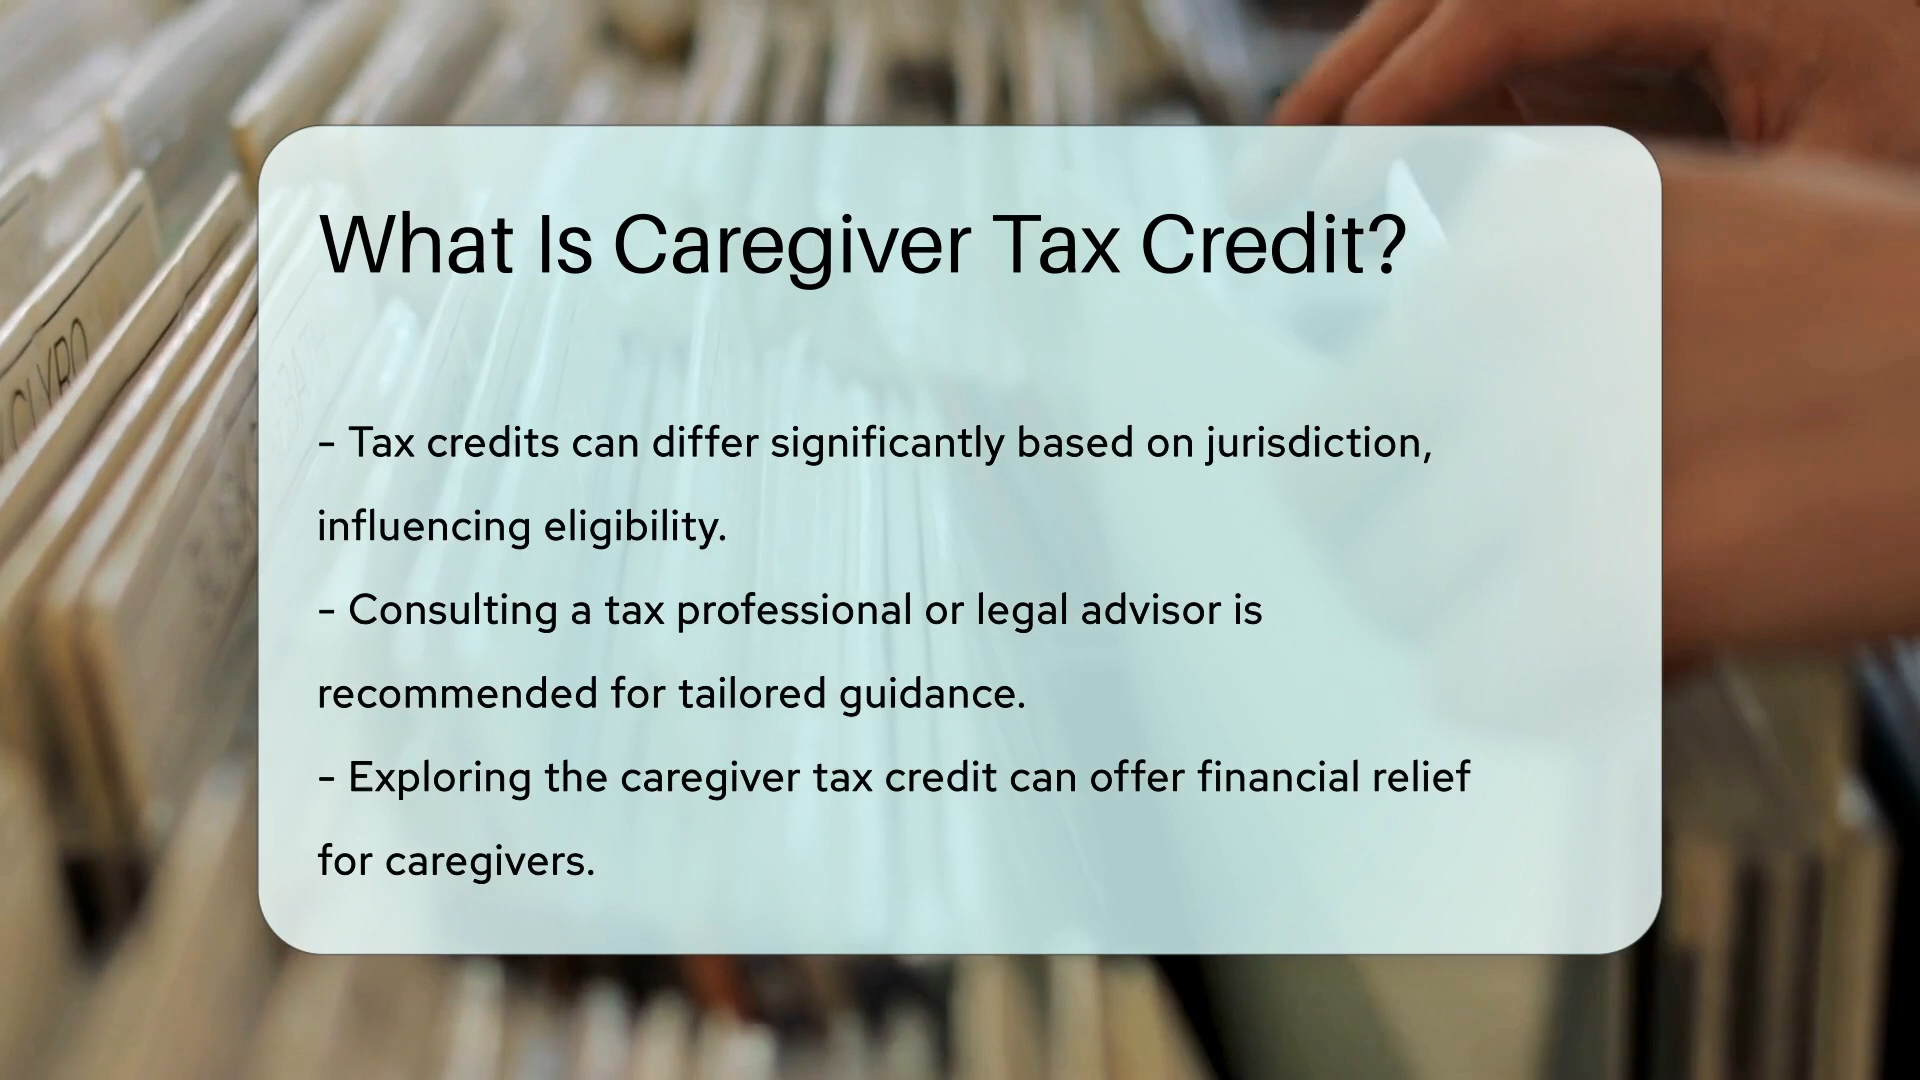 What Is Caregiver Tax Credit?
- Tax credits can differ significantly based on jurisdiction,
influencing eligibility.
- Consulting a tax professional or legal advisor is
recommended for tailored guidance.
- Exploring the caregiver tax credit can offer financial relief
for caregivers.